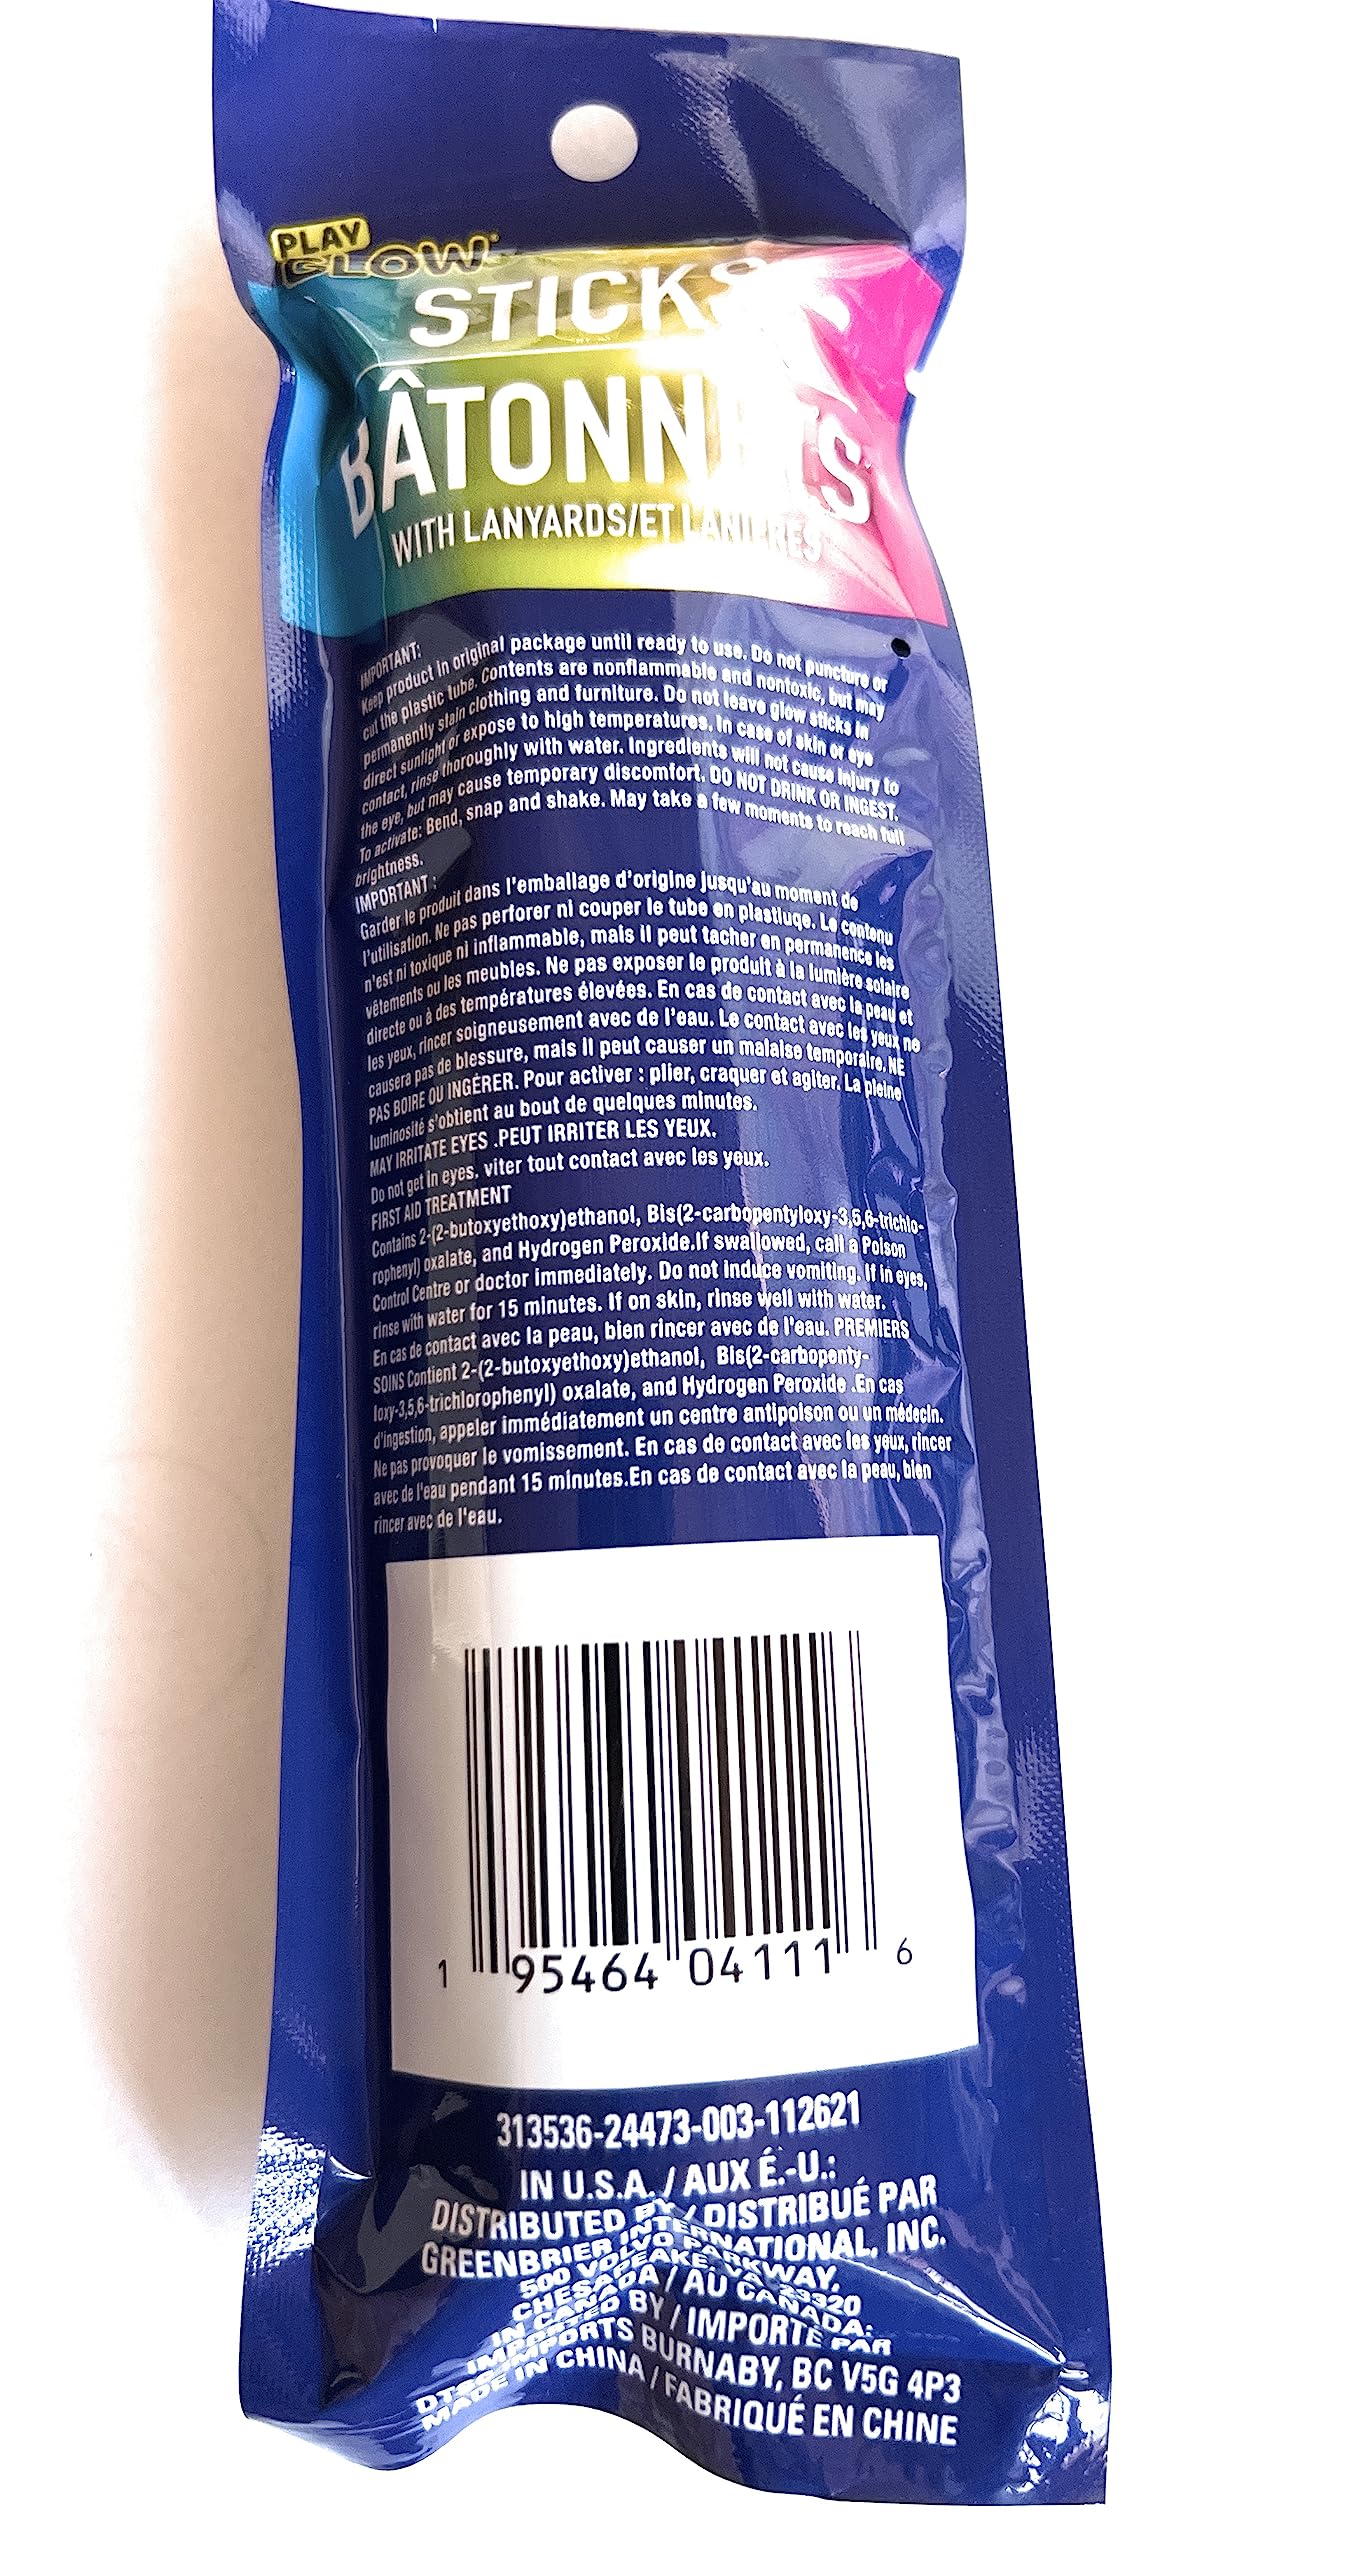 PLAY
GLOW
STICKS
BÂTONNETS
WITH LANYARDS/ET LANIÈRES
IMPORTANT:
Keep product in original package until ready to use. Do not puncture or
cut the plastic tube. Contents are nonflammable and nontoxic, but may
permanently stain clothing and furniture. Do not leave glow sticks in
direct sunlight or expose to high temperatures. In case of skin or eye
contact, rinse thoroughly with water. Ingredients will not cause injury to
the eye, but may cause temporary discomfort. DO NOT DRINK OR INGEST.
To activate: Bend, snap and shake. May take a few moments to reach full
brightness.
IMPORTANT :
Garder le produit dans l'emballage d'origine jusqu'au moment de
l'utilisation. Ne pas perforer ni couper le tube en plastiuqe. Le contenu
n'est ni toxique ni inflammable, mais il peut tacher en permanence les
vêtements ou les meubles. Ne pas exposer le produit à la lumière solaire
directe ou à des températures élevées. En cas de contact avec la peau et
les yeux, rincer soigneusement avec de l'eau. Le contact avec les yeux ne
causera pas de blessure, mais il peut causer un malaise temporaire. NE
PAS BOIRE OU INGÉRER. Pour activer : plier, craquer et agiter. La pleine
luminosité s'obtient au bout de quelques minutes.
MAY IRRITATE EYES .PEUT IRRITER LES YEUX.
Do not get in eyes. viter tout contact avec les yeux.
FIRST AID TREATMENT
Contains 2-(2-butoxyethoxy)ethanol, Bis(2-carbopentyloxy-3,5,6-trichlo-
rophenyl) oxalate, and Hydrogen Peroxide.If swallowed, call a Poison
Control Centre or doctor immediately. Do not induce vomiting. If in eyes,
rinse with water for 15 minutes. If on skin, rinse well with water.
En cas de contact avec la peau, bien rincer avec de l'eau. PREMIERS
SOINS Contient 2-(2-butoxyethoxy)ethanol, Bis(2-carbopenty-
loxy-3,5,6-trichlorophenyl) oxalate, and Hydrogen Peroxide .En cas
d'ingestion, appeler immédiatement un centre antipoison ou un médecin.
Ne pas provoquer le vomissement. En cas de contact avec les yeux, rincer
avec de l'eau pendant 15 minutes.En cas de contact avec la peau, bien
rincer avec de l'eau.
1 95464 04111 6
313536-24473-003-112621
IN U.S.A. / AUX É.-U.:
DISTRIBUTED BY / DISTRIBUÉ PAR
GREENBRIER INTERNATIONAL, INC.
500 VOLVO PARKWAY,
CHESAPEAKE, VA 23320
IN CANADA / AU CANADA:
IMPORTED BY / IMPORTÉ PAR
IMPORTS BURNABY, BC V5G 4P3
MADE IN CHINA / FABRIQUÉ EN CHINE